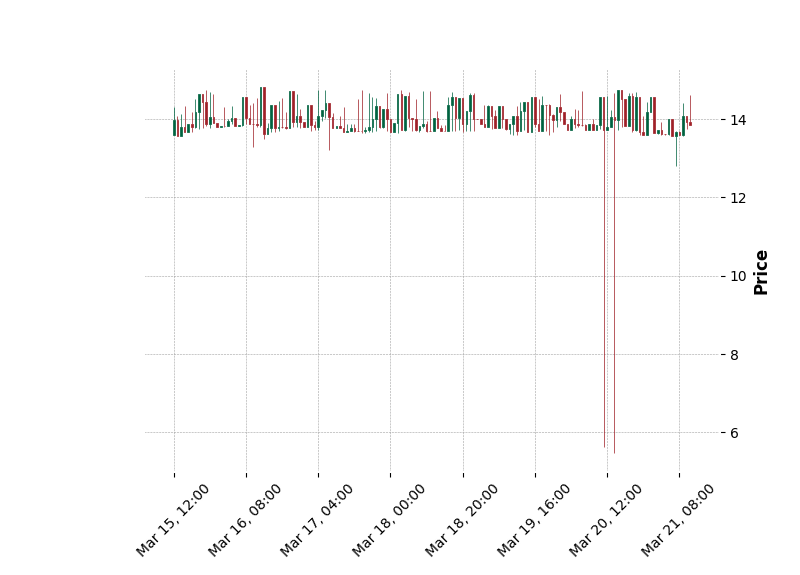 14
12
10
8
6
Price
Mar 15, 12:00
Mar 16, 08:00
Mar 17, 04:00
Mar 18, 00:00
Mar 18, 20:00
Mar 19, 16:00
Mar 20, 12:00
Mar 21, 08:00